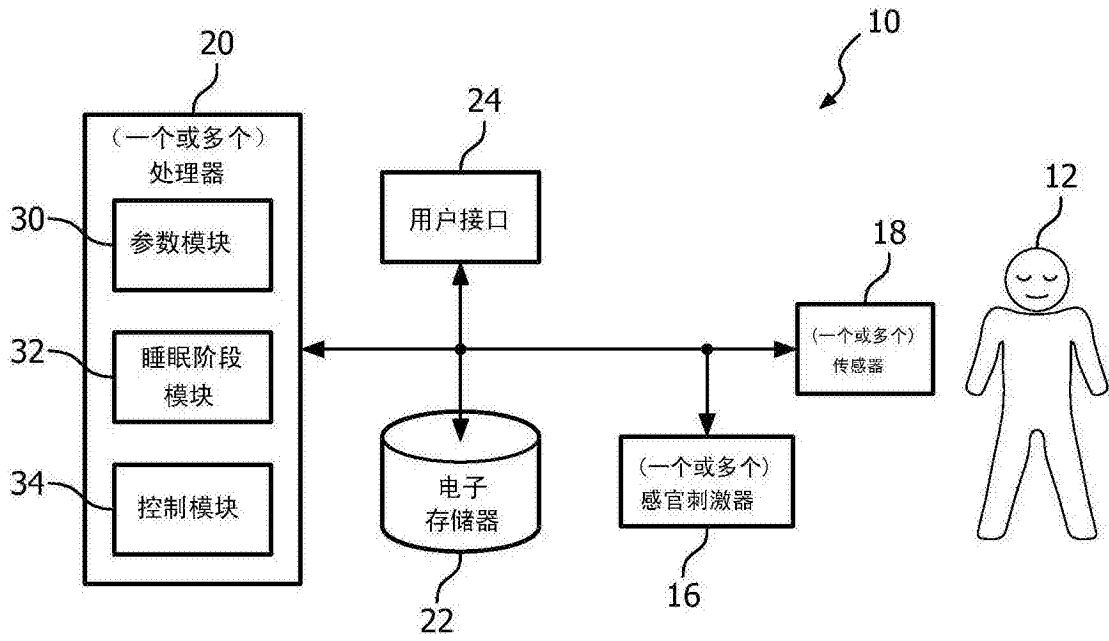 10
20
(一个或多个)
处理器
30
参数模块
32
睡眠阶段
模块
34
控制模块
24
用户接口
电子
存储器
22
18
(一个或多个)
传感器
(一个或多个)
感官刺激器
16
12